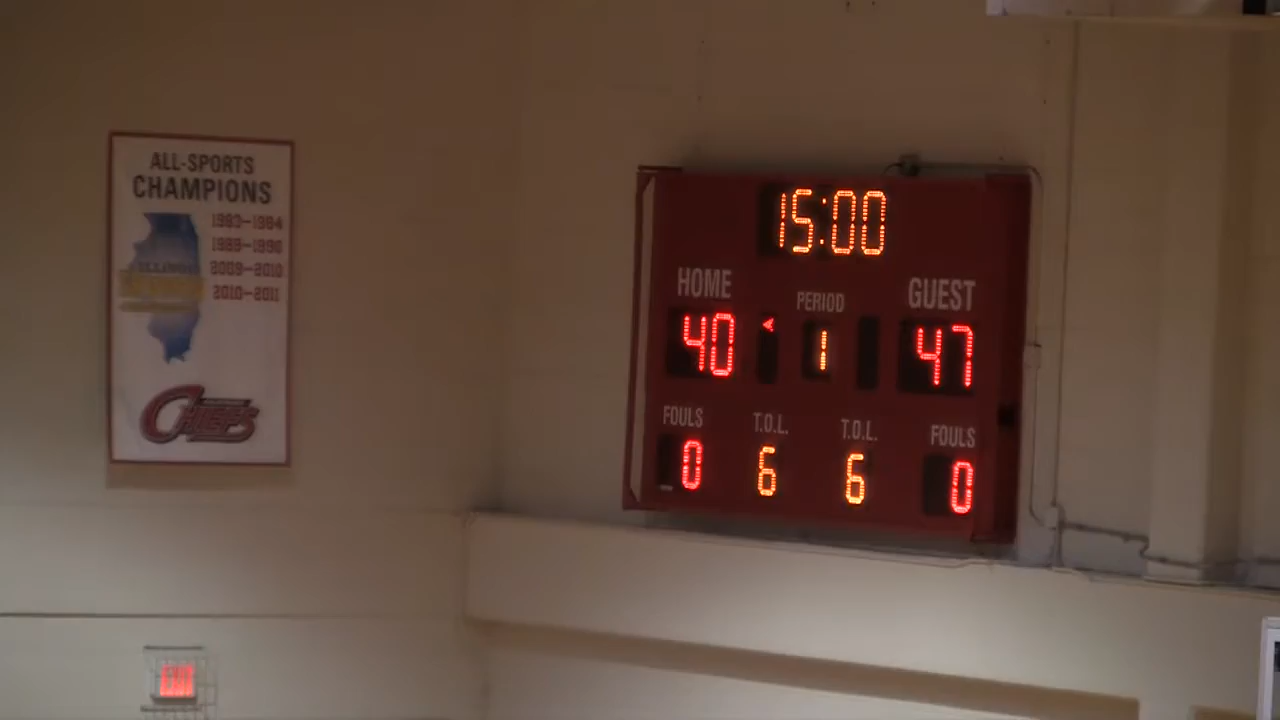 ALL-SPORTS
CHAMPIONS
1983-1984
1989-1990
2009-2010
2010-2011
ILLINOIS
CHIEFS
15:00
HOME
PERIOD
GUEST
40
1
47
FOULS
T.O.L.
T.O.L.
FOULS
0
6
6
0
EXIT